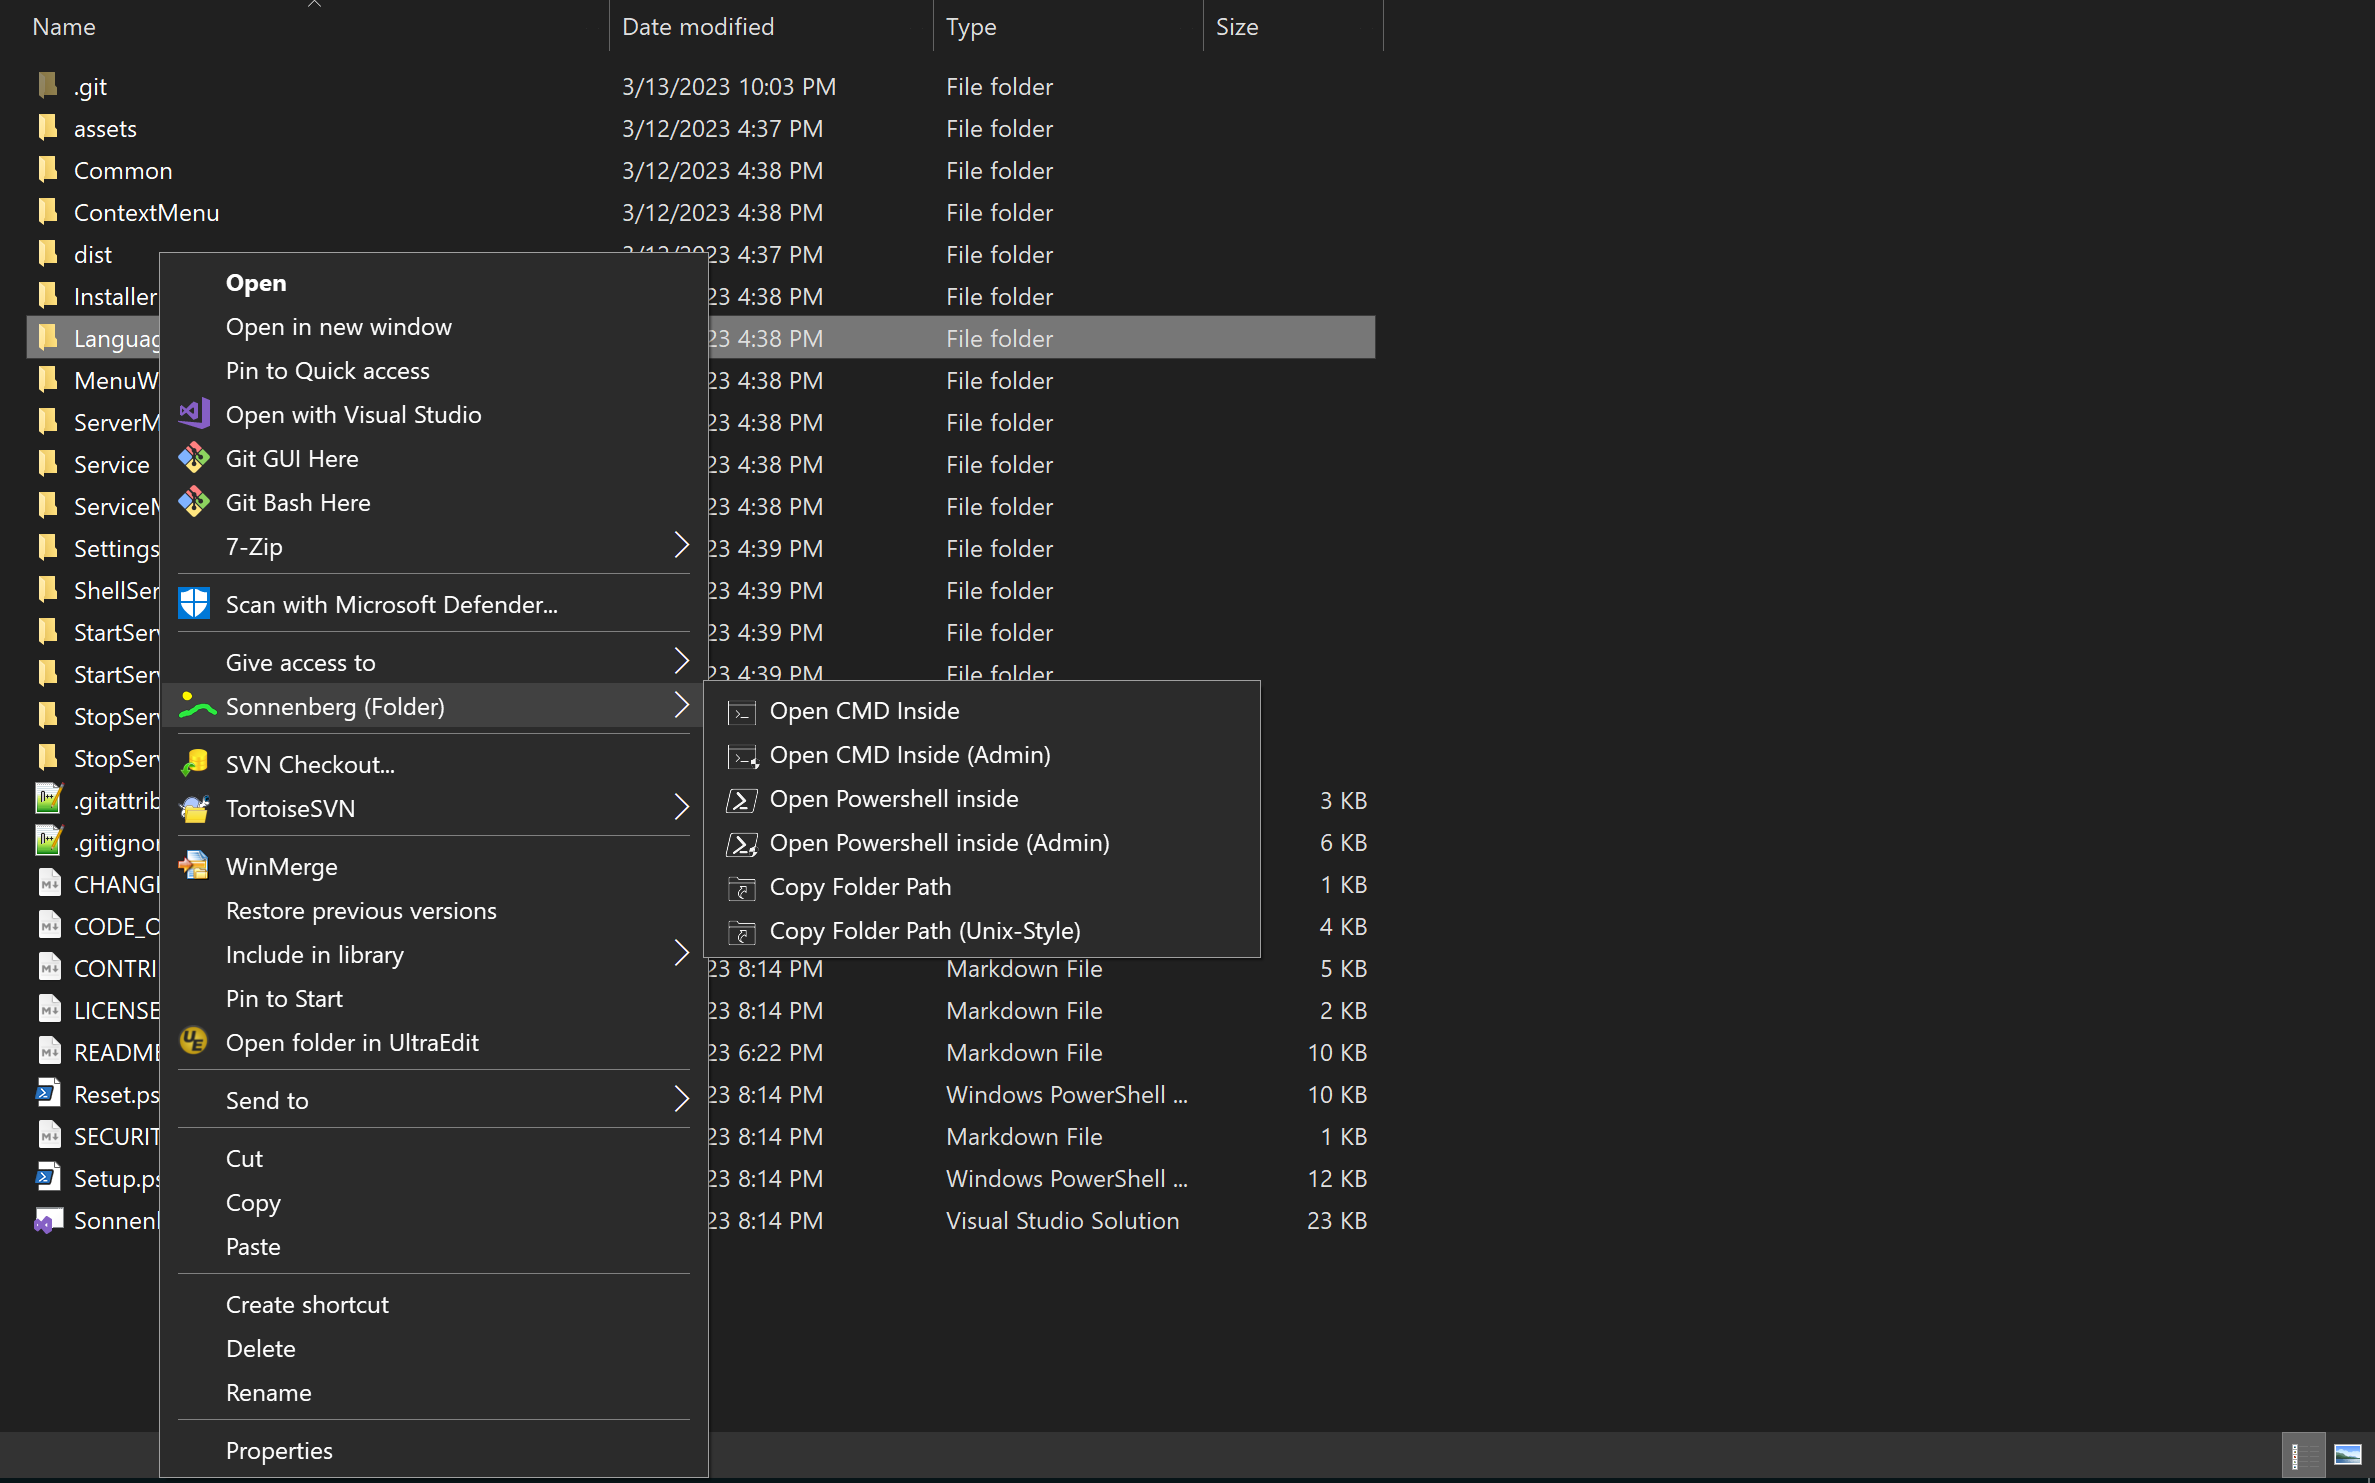 Name Date modified Type Size
.git 3/13/2023 10:03 PM File folder
assets 3/12/2023 4:37 PM File folder
Common 3/12/2023 4:38 PM File folder
ContextMenu 3/12/2023 4:38 PM File folder
dist 3/12/2023 4:37 PM File folder
Installer 23 4:38 PM File folder
Languag 23 4:38 PM File folder
MenuW 23 4:38 PM File folder
ServerM 23 4:38 PM File folder
Service 23 4:38 PM File folder
ServiceM 23 4:38 PM File folder
Settings 23 4:39 PM File folder
ShellSer 23 4:39 PM File folder
StartServ 23 4:39 PM File folder
StartServ 23 4:39 PM File folder
StopServ
StopServ
.gitattrib 3 KB
.gitignor 6 KB
CHANGE 1 KB
CODE_O 4 KB
CONTRI 23 8:14 PM Markdown File 5 KB
LICENSE 23 8:14 PM Markdown File 2 KB
README 23 6:22 PM Markdown File 10 KB
Reset.ps 23 8:14 PM Windows PowerShell ... 10 KB
SECURIT 23 8:14 PM Markdown File 1 KB
Setup.ps 23 8:14 PM Windows PowerShell ... 12 KB
Sonnen 23 8:14 PM Visual Studio Solution 23 KB
Open
Open in new window
Pin to Quick access
Open with Visual Studio
Git GUI Here
Git Bash Here
7-Zip
Scan with Microsoft Defender...
Give access to
Sonnenberg (Folder)
SVN Checkout...
TortoiseSVN
WinMerge
Restore previous versions
Include in library
Pin to Start
Open folder in UltraEdit
Send to
Cut
Copy
Paste
Create shortcut
Delete
Rename
Properties
Open CMD Inside
Open CMD Inside (Admin)
Open Powershell inside
Open Powershell inside (Admin)
Copy Folder Path
Copy Folder Path (Unix-Style)